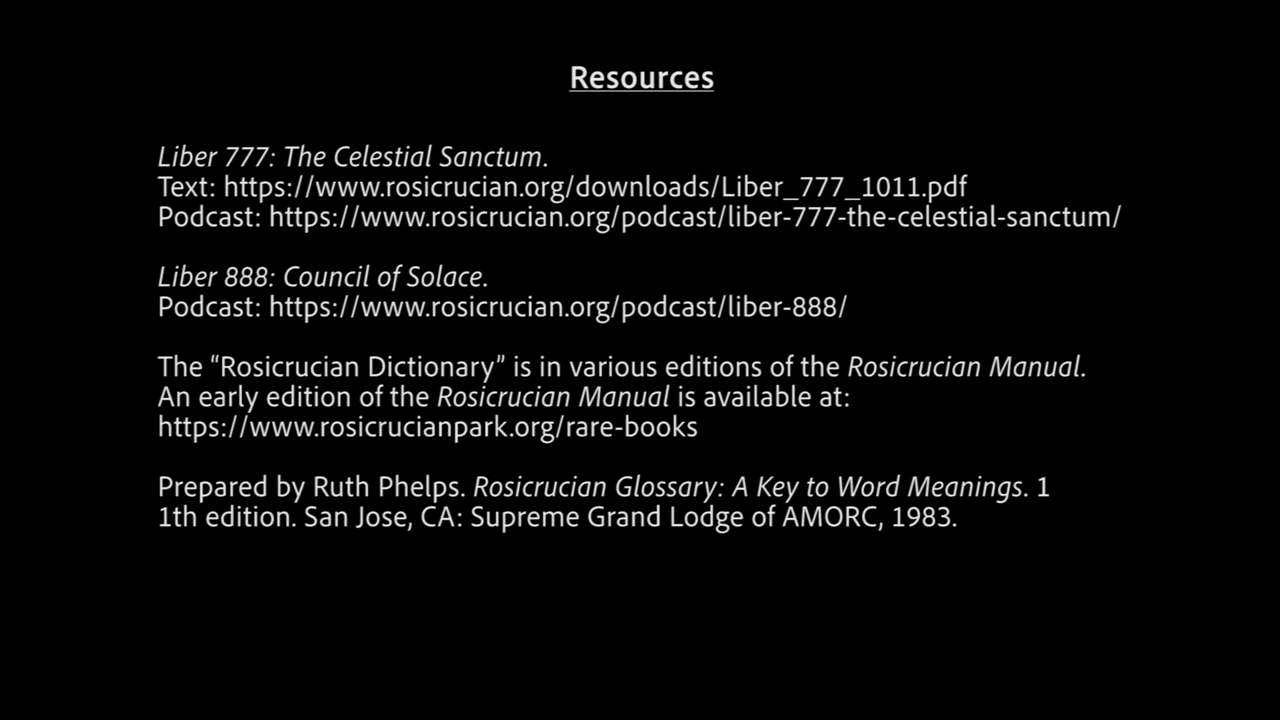 Resources
Liber 777: The Celestial Sanctum.
Text: https://www.rosicrucian.org/downloads/Liber_777_1011.pdf
Podcast: https://www.rosicrucian.org/podcast/liber-777-the-celestial-sanctum/
Liber 888: Council of Solace.
Podcast: https://www.rosicrucian.org/podcast/liber-888/
The “Rosicrucian Dictionary” is in various editions of the Rosicrucian Manual.
An early edition of the Rosicrucian Manual is available at:
https://www.rosicrucianpark.org/rare-books
Prepared by Ruth Phelps. Rosicrucian Glossary: A Key to Word Meanings. 1
1th edition. San Jose, CA: Supreme Grand Lodge of AMORC, 1983.